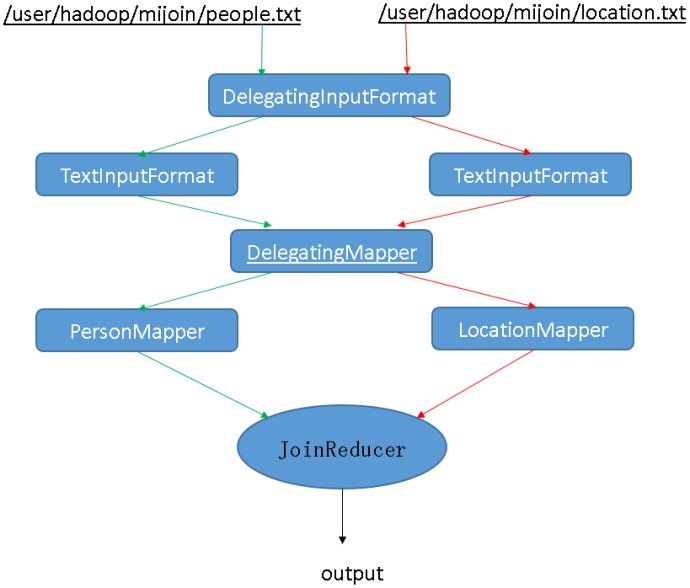 /user/hadoop/mijoin/people.txt
/user/hadoop/mijoin/location.txt
DelegatingInputFormat
TextInputFormat
TextInputFormat
DelegatingMapper
PersonMapper
LocationMapper
JoinReducer
output